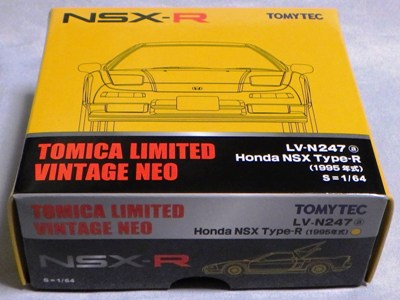 NSX-R
TOMYTEC
TOMICA LIMITED
VINTAGE NEO
LV-N247 ⓐ
Honda NSX Type-R
(1995年式)
S=1/64
TOMICA LIMITED
VINTAGE NEO
TOMYTEC
LV-N247 ⓐ
Honda NSX Type-R (1995年式)
NSX-R
S=1/64